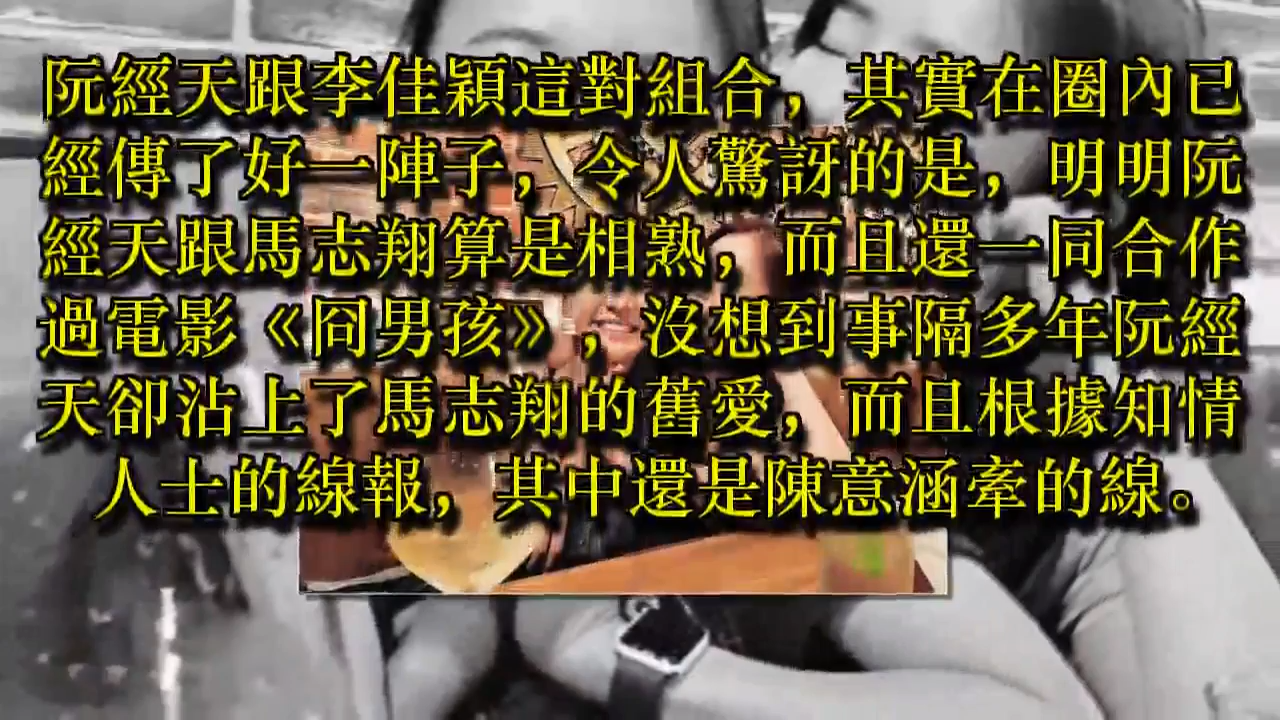 阮經天跟李佳穎這對組合，其實在圈內已
經傳了好一陣子，令人驚訝的是，明明阮
經天跟馬志翔算是相熟，而且還一同合作
過電影《冏男孩》，沒想到事隔多年阮經
天卻沾上了馬志翔的舊愛，而且根據知情
人士的線報，其中還是陳意涵牽的線。